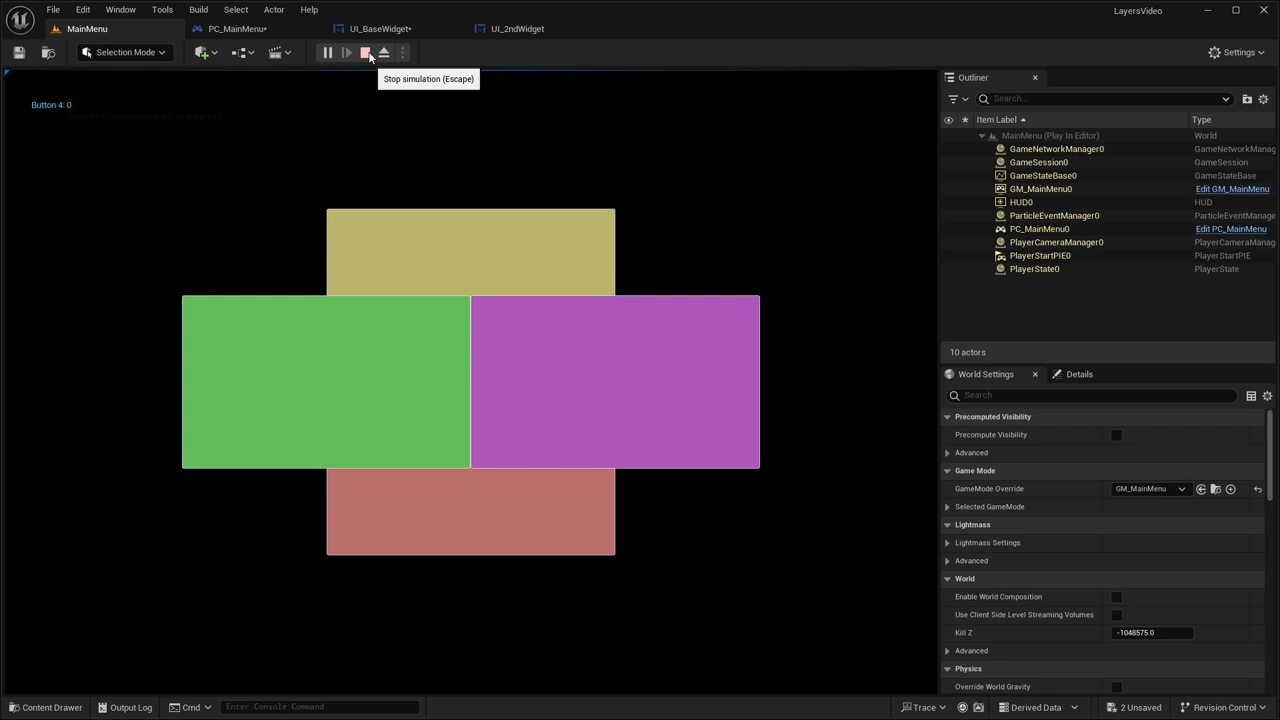 File Edit Window Tools Build Select Actor Help
LayersVideo
MainMenu
PC_MainMenu*
UI_BaseWidget*
UI_2ndWidget
Selection Mode
Settings
Stop simulation (Escape)
Button 4: 0
Outliner
Search...
Item Label Type
MainMenu (Play In Editor) World
GameNetworkManager0 GameNetworkManag
GameSession0 GameSession
GameStateBase0 GameStateBase
GM_MainMenu0 Edit GM_MainMenu
HUD0 HUD
ParticleEventManager0 ParticleEventManage
PC_MainMenu0 Edit PC_MainMenu
PlayerCameraManager0 PlayerCameraManag
PlayerStartPIE0 PlayerStartPIE
PlayerState0 PlayerState
10 actors
World Settings
Details
Search
Precomputed Visibility
Precompute Visibility
Advanced
Game Mode
GameMode Override GM_MainMenu
Selected GameMode
Lightmass
Lightmass Settings
Advanced
World
Enable World Composition
Use Client Side Level Streaming Volumes
Kill Z -1048575.0
Advanced
Physics
Override World Gravity
Content Drawer
Output Log
Cmd
Enter Console Command
Trace
Derived Data
2 Unsaved
Revision Control